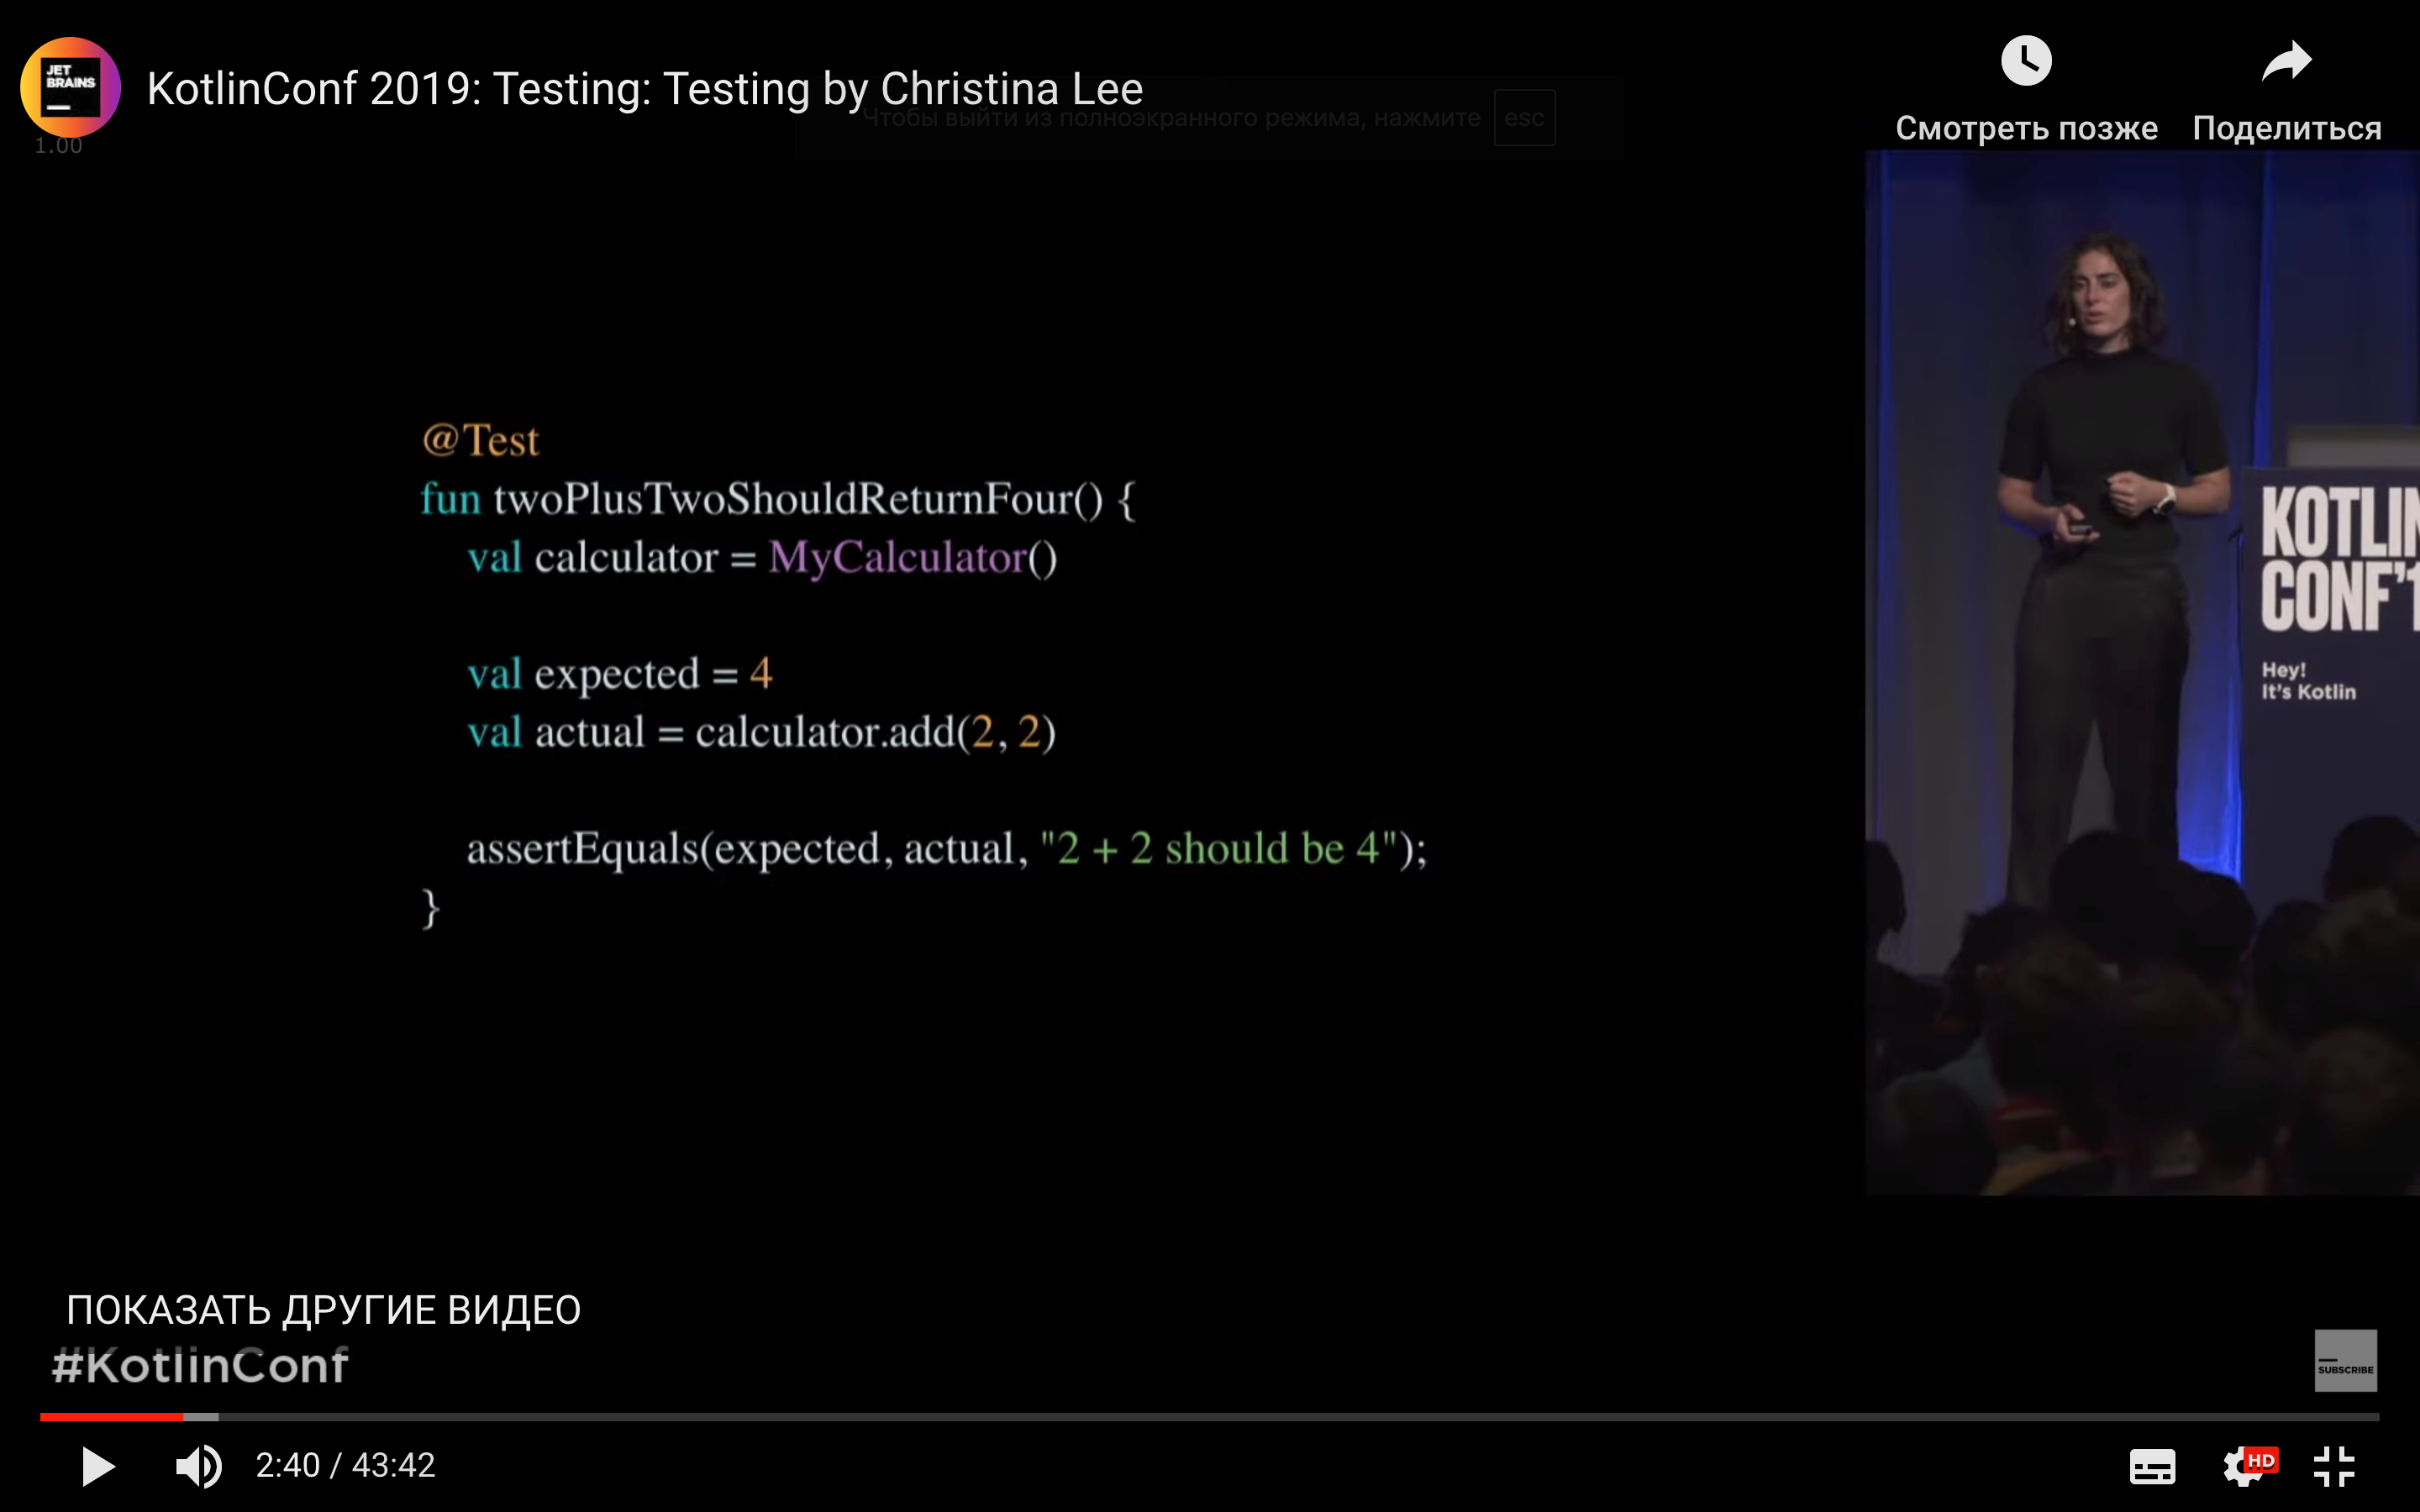 JET
BRAINS
KotlinConf 2019: Testing: Testing by Christina Lee
1.00
Чтобы выйти из полноэкранного режима, нажмите esc
Смотреть позже
Поделиться
@Test
fun twoPlusTwoShouldReturnFour() {
val calculator = MyCalculator()
val expected = 4
val actual = calculator.add(2, 2)
assertEquals(expected, actual, "2 + 2 should be 4");
}
KOTLIN
CONF'1
Hey!
It's Kotlin
ПОКАЗАТЬ ДРУГИЕ ВИДЕО
#KotlinConf
SUBSCRIBE
2:40 / 43:42
HD